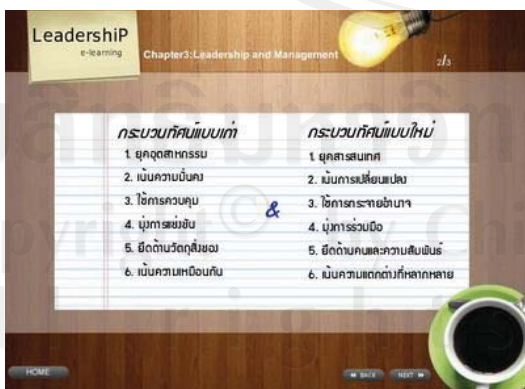 LeadershiP
e-learning
Chapter3:Leadership and Management
2/3
กระบวนทัศน์แบบเก่า
1. ยุคอุตสาหกรรม
2. เน้นความมั่นคง
3. ใช้การควบคุม
4. มุ่งการแข่งขัน
5. ยึดด้านวัตถุสิ่งของ
6. เน้นความเหมือนกัน
&
กระบวนทัศน์แบบใหม่
1. ยุคสารสนเทศ
2. เน้นการเปลี่ยนแปลง
3. ใช้การกระจายอำนาจ
4. มุ่งการร่วมมือ
5. ยึดด้านคนและความสัมพันธ์
6. เน้นความแตกต่างที่หลากหลาย
HOME
BACK
NEXT